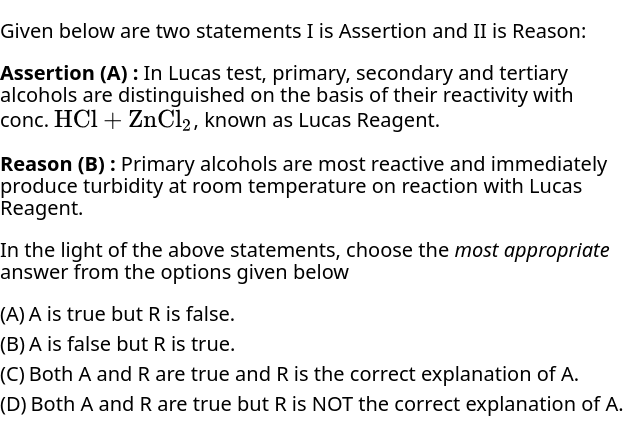 Given below are two statements I is Assertion and II is Reason:
Assertion (A) : In Lucas test, primary, secondary and tertiary
alcohols are distinguished on the basis of their reactivity with
conc. HCl + ZnCl₂, known as Lucas Reagent.
Reason (B) : Primary alcohols are most reactive and immediately
produce turbidity at room temperature on reaction with Lucas
Reagent.
In the light of the above statements, choose the most appropriate
answer from the options given below
(A) A is true but R is false.
(B) A is false but R is true.
(C) Both A and R are true and R is the correct explanation of A.
(D) Both A and R are true but R is NOT the correct explanation of A.